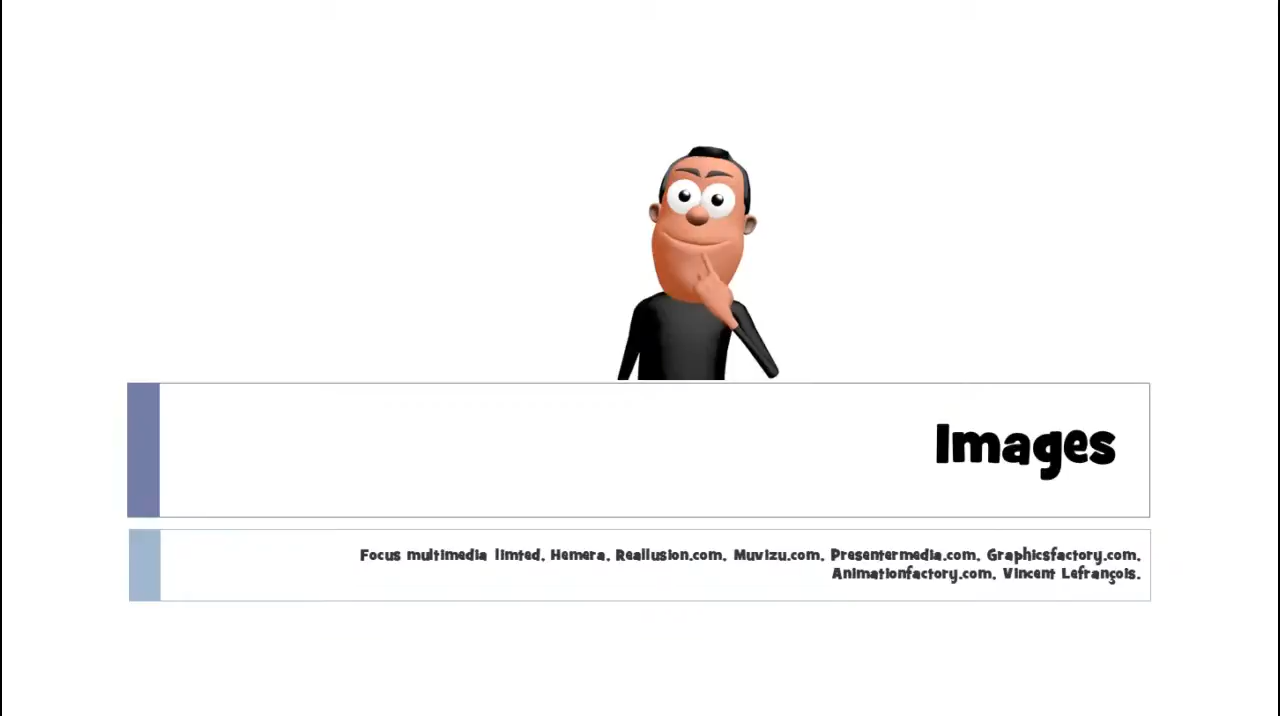 Images
Focus multimedia limted, Hemera, Reallusion.com, Muvizu.com, Presentermedia.com, Graphicsfactory.com,
Animationfactory.com, Vincent Lefrançois.